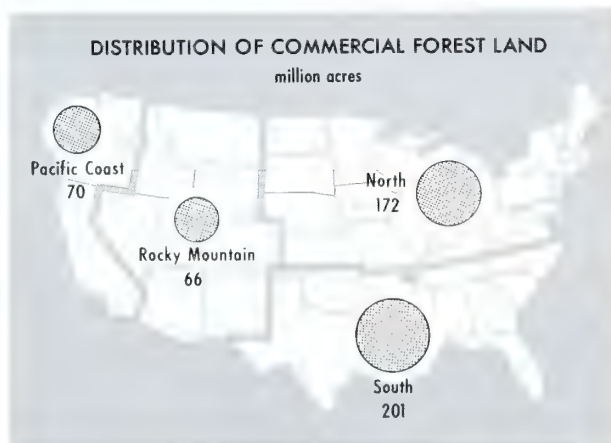 DISTRIBUTION OF COMMERCIAL FOREST LAND
million acres
Pacific Coast
70
North
172
Rocky Mountain
66
South
201